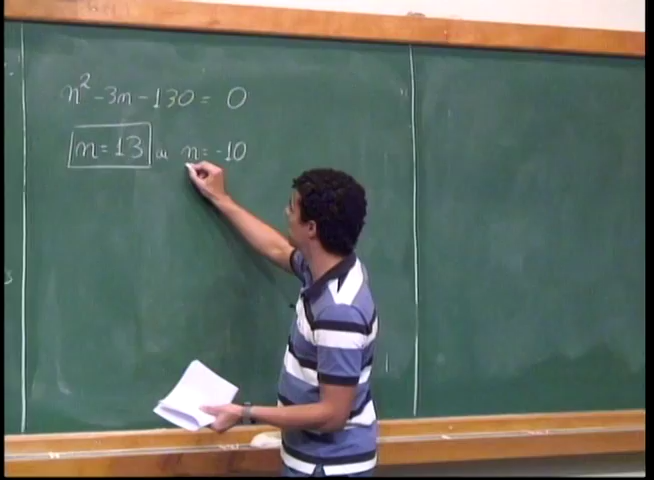 n² - 3n - 130 = 0
n = 13 ou n = -10